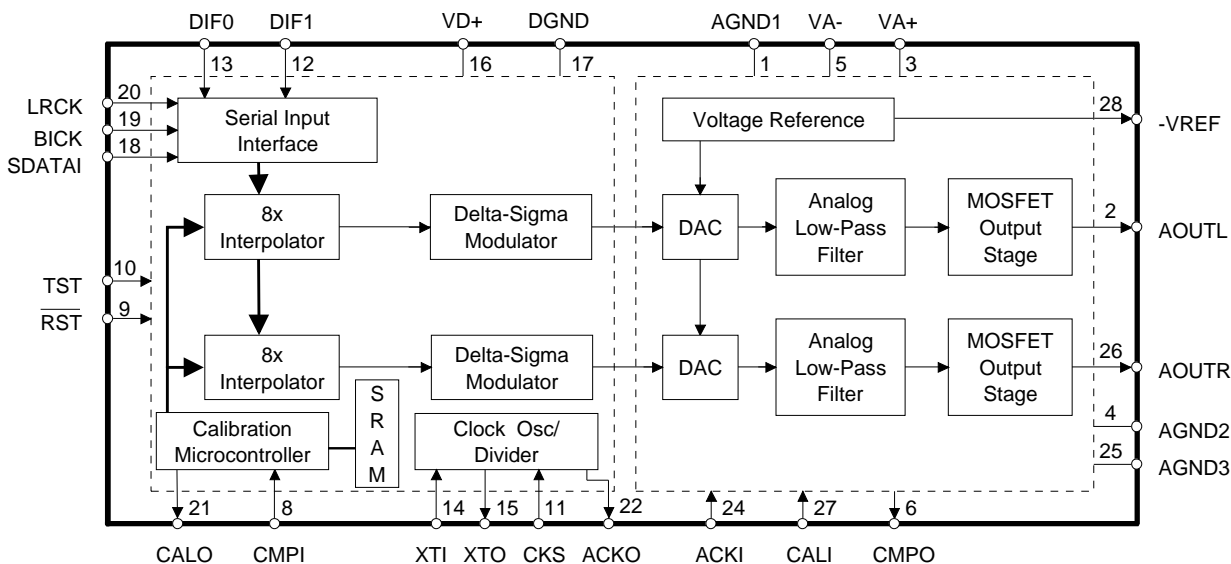 DIF0 DIF1 VD+ DGND AGND1 VA- VA+
13 12 16 17 1 5 3
LRCK 20
BICK 19
SDATAI 18
Serial Input
Interface
Voltage Reference
28 -VREF
8x
Interpolator
Delta-Sigma
Modulator
DAC
Analog
Low-Pass
Filter
MOSFET
Output
Stage
2 AOUTL
TST 10
RST 9
8x
Interpolator
Delta-Sigma
Modulator
DAC
Analog
Low-Pass
Filter
MOSFET
Output
Stage
26 AOUTR
Calibration
Microcontroller
S
R
A
M
Clock Osc/
Divider
4 AGND2
25 AGND3
21 8 14 15 11 22 24 27 6
CALO CMPI XTI XTO CKS ACKO ACKI CALI CMPO